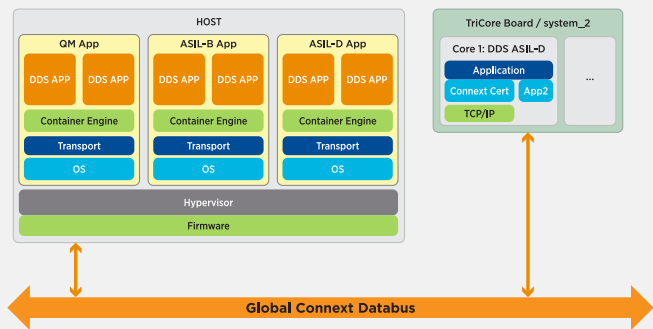 HOST
QM App
DDS APP
DDS APP
Container Engine
Transport
OS
ASIL-B App
DDS APP
DDS APP
Container Engine
Transport
OS
ASIL-D App
DDS APP
DDS APP
Container Engine
Transport
OS
Hypervisor
Firmware
TriCore Board / system_2
Core 1: DDS ASIL-D
Application
Connext Cert
App2
TCP/IP
...
Global Connext Databus